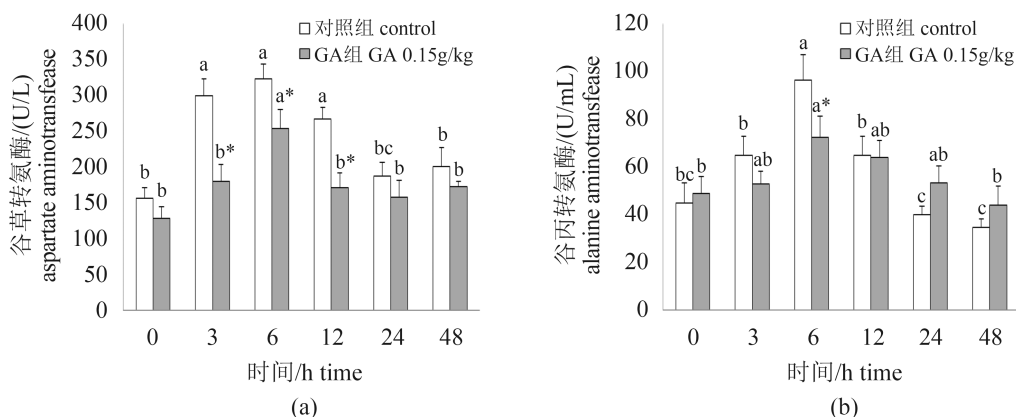 400
350
300
250
200
150
100
50
0
谷草转氨酶/(U/L)
aspartate aminotransfease
对照组 control
GA组 GA 0.15g/kg
b
b
a
b*
a
a*
a
b*
bc
b
b
b
0 3 6 12 24 48
时间/h time
(a)
120
100
80
60
40
20
0
谷丙转氨酶/(U/mL)
alanine aminotransfease
对照组 control
GA组 GA 0.15g/kg
bc
b
b
ab
a
a*
b
ab
c
ab
c
b
0 3 6 12 24 48
时间/h time
(b)